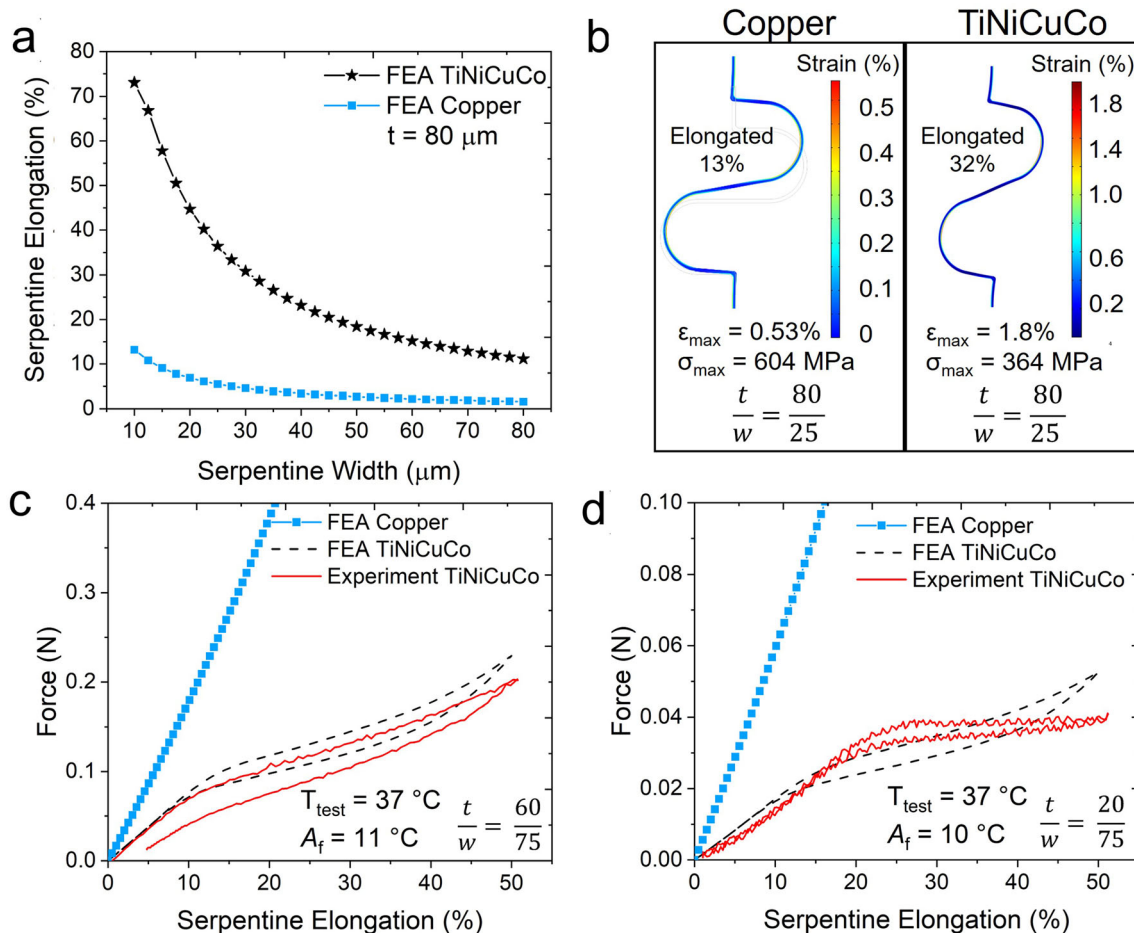 a
80
70
60
50
40
30
20
10
0
Serpentine Elongation (%)
FEA TiNiCuCo
FEA Copper
t = 80 μm
10 20 30 40 50 60 70 80
Serpentine Width (μm)
b
Copper
Strain (%)
Elongated
13%
0.5
0.4
0.3
0.2
0.1
0
εmax = 0.53%
σmax = 604 MPa
t/w = 80/25
TiNiCuCo
Strain (%)
Elongated
32%
1.8
1.4
1.0
0.6
0.2
εmax = 1.8%
σmax = 364 MPa
t/w = 80/25
c
0.4
0.3
0.2
0.1
0.0
Force (N)
FEA Copper
FEA TiNiCuCo
Experiment TiNiCuCo
Ttest = 37 °C
Af = 11 °C
t/w = 60/75
0 10 20 30 40 50
Serpentine Elongation (%)
d
0.10
0.08
0.06
0.04
0.02
0.00
Force (N)
FEA Copper
FEA TiNiCuCo
Experiment TiNiCuCo
Ttest = 37 °C
Af = 10 °C
t/w = 20/75
0 10 20 30 40 50
Serpentine Elongation (%)